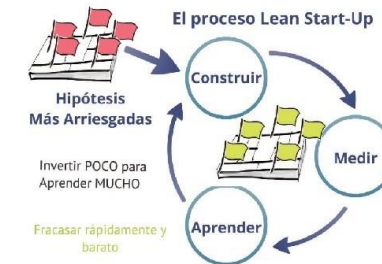 El proceso Lean Start-Up
Construir
Hipótesis
Más Arriesgadas
Medir
Invertir POCO para
Aprender MUCHO
Aprender
Fracasar rápidamente y
barato